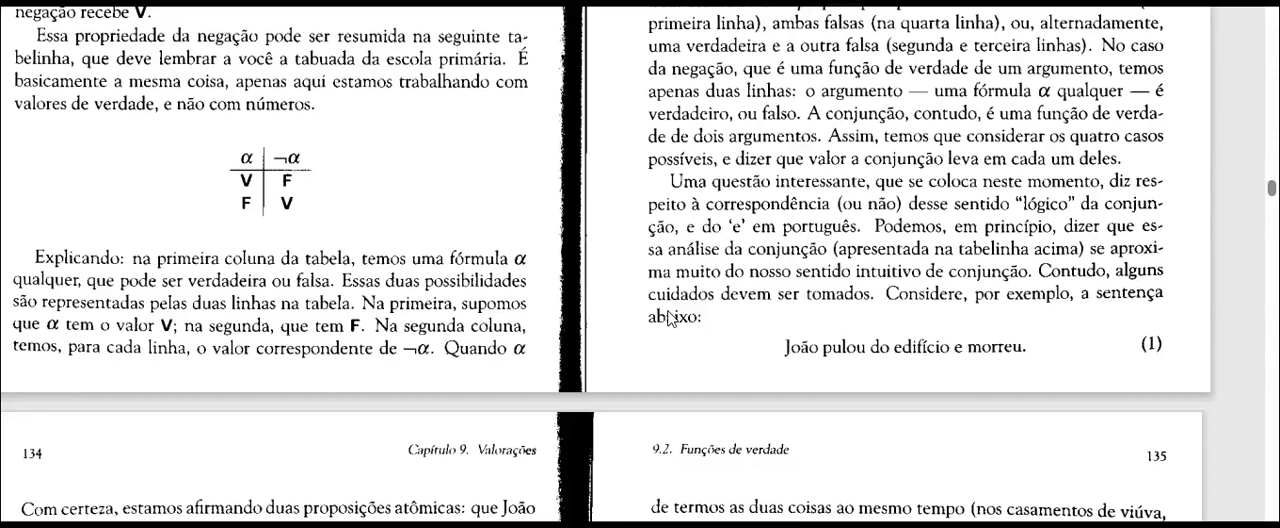 negação recebe V.
Essa propriedade da negação pode ser resumida na seguinte ta-
belinha, que deve lembrar a você a tabuada da escola primária. É
basicamente a mesma coisa, apenas aqui estamos trabalhando com
valores de verdade, e não com números.
α ¬α
V F
F V
Explicando: na primeira coluna da tabela, temos uma fórmula α
qualquer, que pode ser verdadeira ou falsa. Essas duas possibilidades
são representadas pelas duas linhas na tabela. Na primeira, supomos
que α tem o valor V; na segunda, que tem F. Na segunda coluna,
temos, para cada linha, o valor correspondente de ¬α. Quando α
primeira linha), ambas falsas (na quarta linha), ou, alternadamente,
uma verdadeira e a outra falsa (segunda e terceira linhas). No caso
da negação, que é uma função de verdade de um argumento, temos
apenas duas linhas: o argumento — uma fórmula α qualquer — é
verdadeiro, ou falso. A conjunção, contudo, é uma função de verda-
de de dois argumentos. Assim, temos que considerar os quatro casos
possíveis, e dizer que valor a conjunção leva em cada um deles.
Uma questão interessante, que se coloca neste momento, diz res-
peito à correspondência (ou não) desse sentido "lógico" da conjun-
ção, e do 'e' em português. Podemos, em princípio, dizer que es-
sa análise da conjunção (apresentada na tabelinha acima) se aproxi-
ma muito do nosso sentido intuitivo de conjunção. Contudo, alguns
cuidados devem ser tomados. Considere, por exemplo, a sentença
abaixo:
João pulou do edifício e morreu. (1)
134 Capítulo 9. Valorações
Com certeza, estamos afirmando duas proposições atômicas: que João
9.2. Funções de verdade 135
de termos as duas coisas ao mesmo tempo (nos casamentos de viúva,